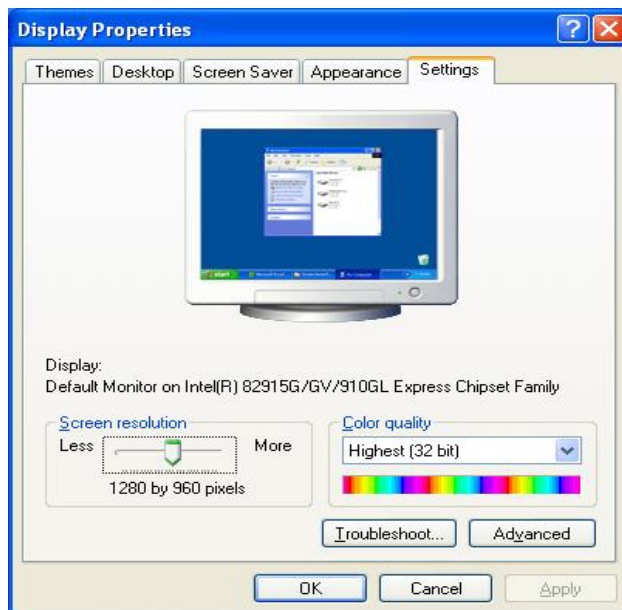 Display Properties
Themes Desktop Screen Saver Appearance Settings
start
Display:
Default Monitor on Intel(R) 82915G/GV/910GL Express Chipset Family
Screen resolution
Less More
1280 by 960 pixels
Color quality
Highest (32 bit)
Troubleshoot... Advanced
OK Cancel Apply